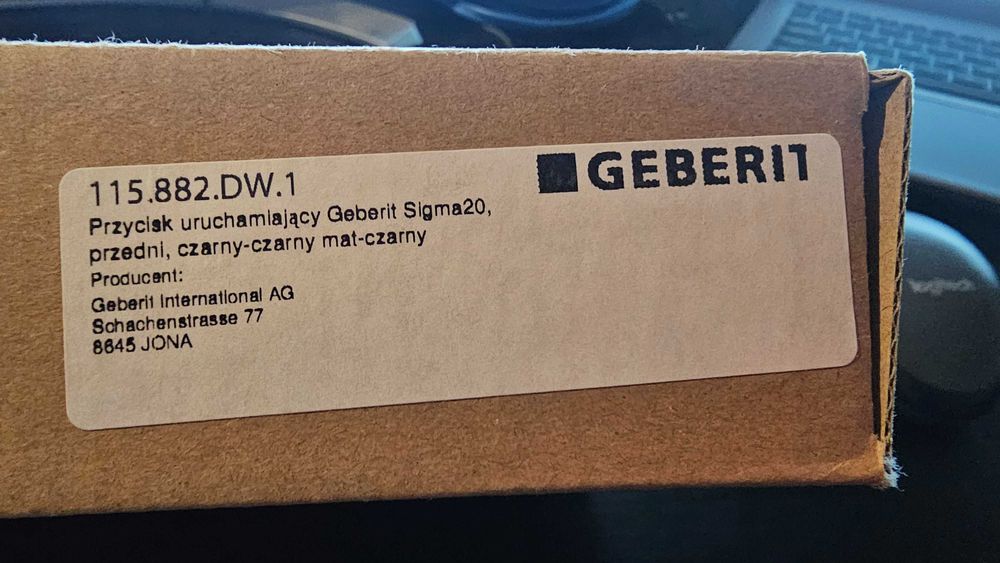 115.882.DW.1
GEBERIT
Przycisk uruchamiający Geberit Sigma20,
przedni, czarny-czarny mat-czarny
Producent:
Geberit International AG
Schachenstrasse 77
8645 JONA